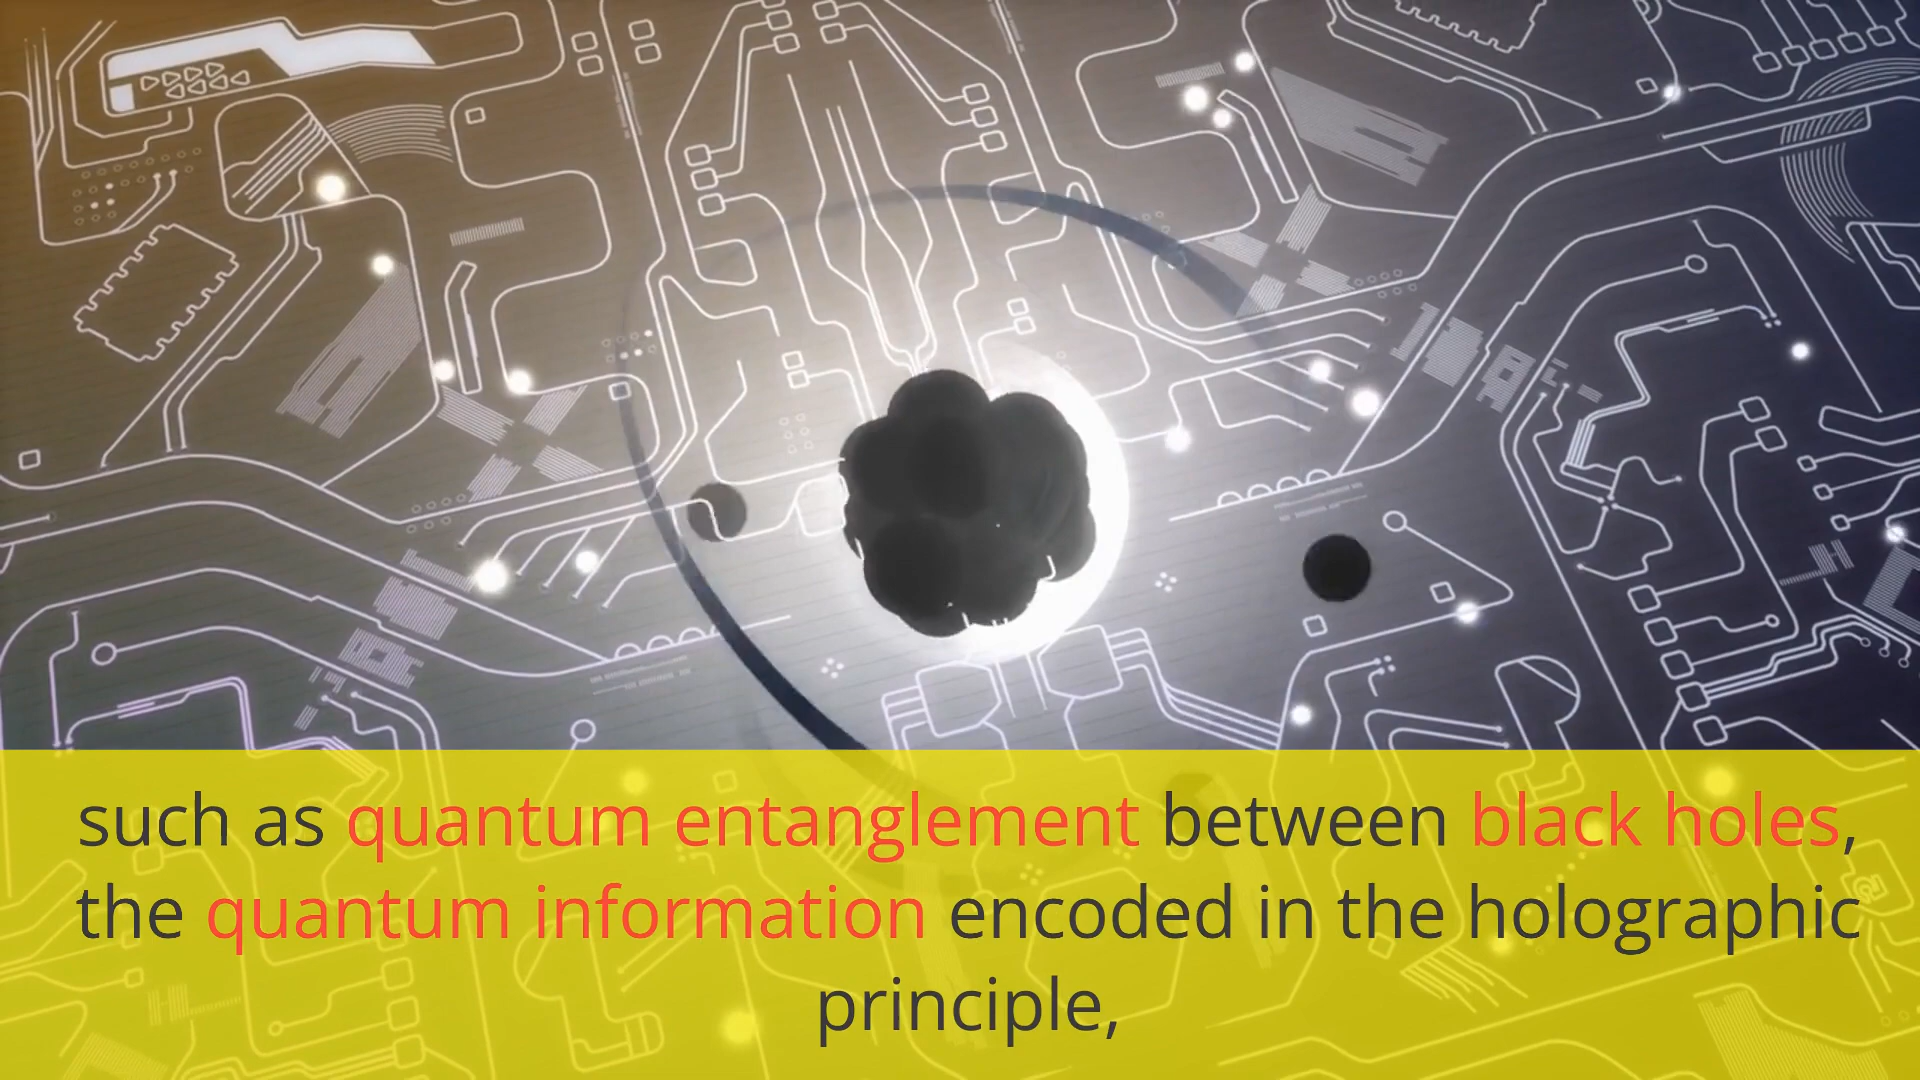 such as quantum entanglement between black holes,
the quantum information encoded in the holographic
principle,